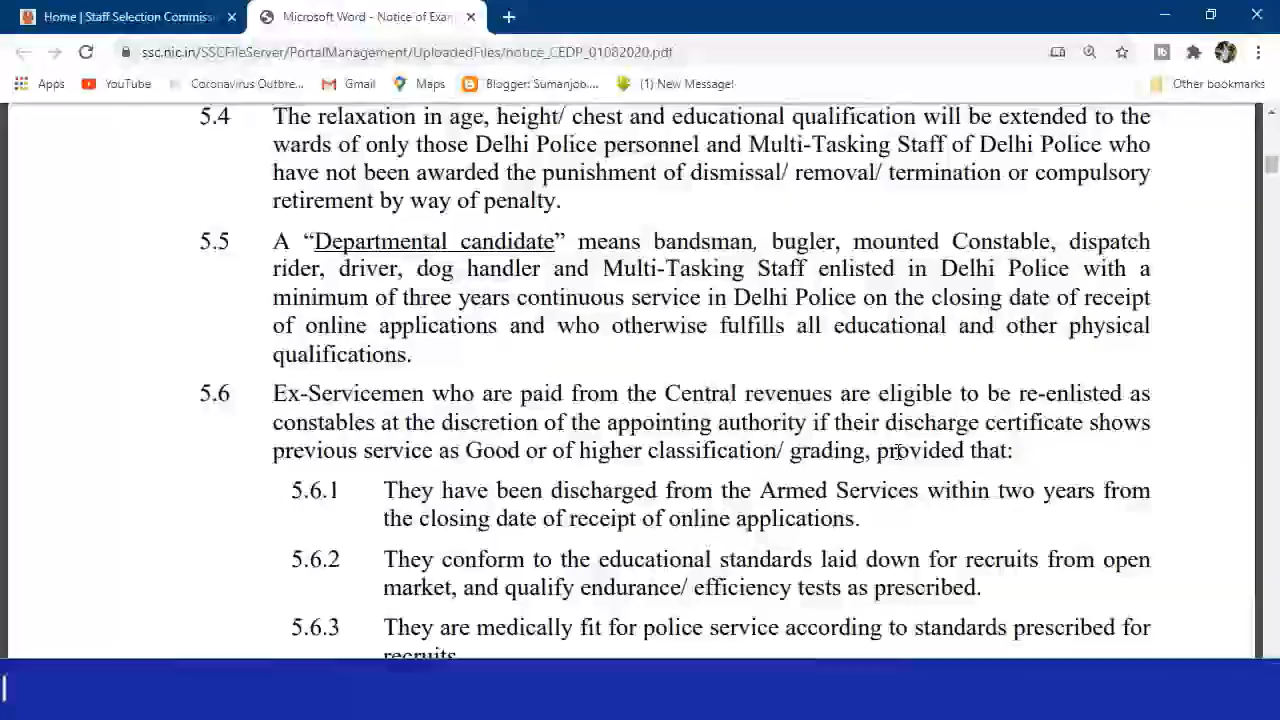 Home | Staff Selection Commiss
Microsoft Word - Notice of Exam
ssc.nic.in/SSCFileServer/PortalManagement/UploadedFiles/notice_CEDP_01082020.pdf
Apps YouTube Coronavirus Outbre... Gmail Maps Blogger: Sumanjob.... (1) New Message! Other bookmarks
5.4 The relaxation in age, height/ chest and educational qualification will be extended to the
wards of only those Delhi Police personnel and Multi-Tasking Staff of Delhi Police who
have not been awarded the punishment of dismissal/ removal/ termination or compulsory
retirement by way of penalty.
5.5 A “Departmental candidate” means bandsman, bugler, mounted Constable, dispatch
rider, driver, dog handler and Multi-Tasking Staff enlisted in Delhi Police with a
minimum of three years continuous service in Delhi Police on the closing date of receipt
of online applications and who otherwise fulfills all educational and other physical
qualifications.
5.6 Ex-Servicemen who are paid from the Central revenues are eligible to be re-enlisted as
constables at the discretion of the appointing authority if their discharge certificate shows
previous service as Good or of higher classification/ grading, provided that:
5.6.1 They have been discharged from the Armed Services within two years from
the closing date of receipt of online applications.
5.6.2 They conform to the educational standards laid down for recruits from open
market, and qualify endurance/ efficiency tests as prescribed.
5.6.3 They are medically fit for police service according to standards prescribed for
recruits